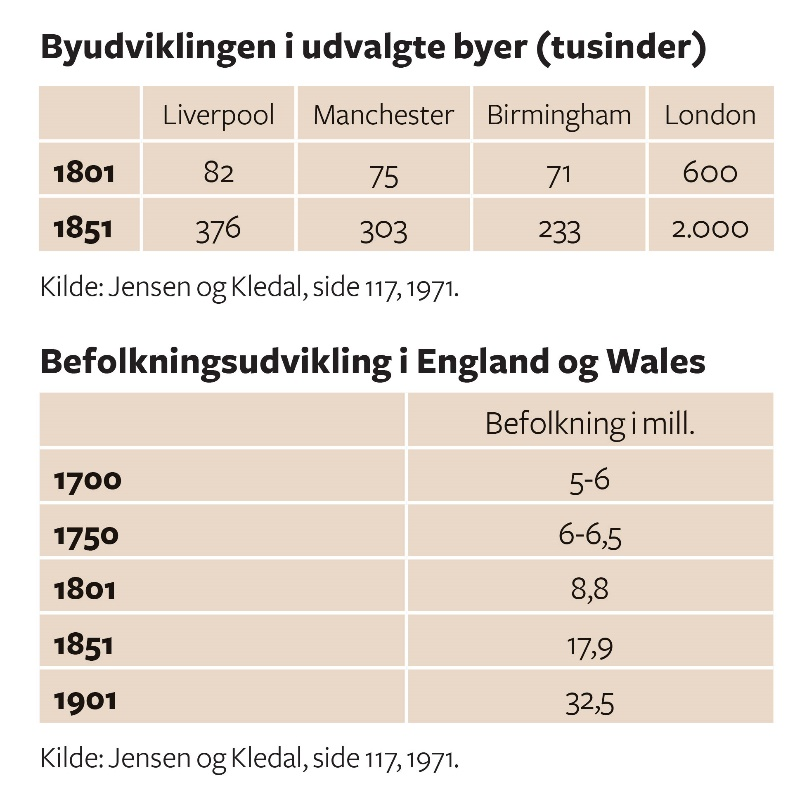 Byudviklingen i udvalgte byer (tusinder)
Liverpool Manchester Birmingham London
1801 82 75 71 600
1851 376 303 233 2.000
Kilde: Jensen og Kledal, side 117, 1971.
Befolkningsudvikling i England og Wales
Befolkning i mill.
1700 5-6
1750 6-6,5
1801 8,8
1851 17,9
1901 32,5
Kilde: Jensen og Kledal, side 117, 1971.